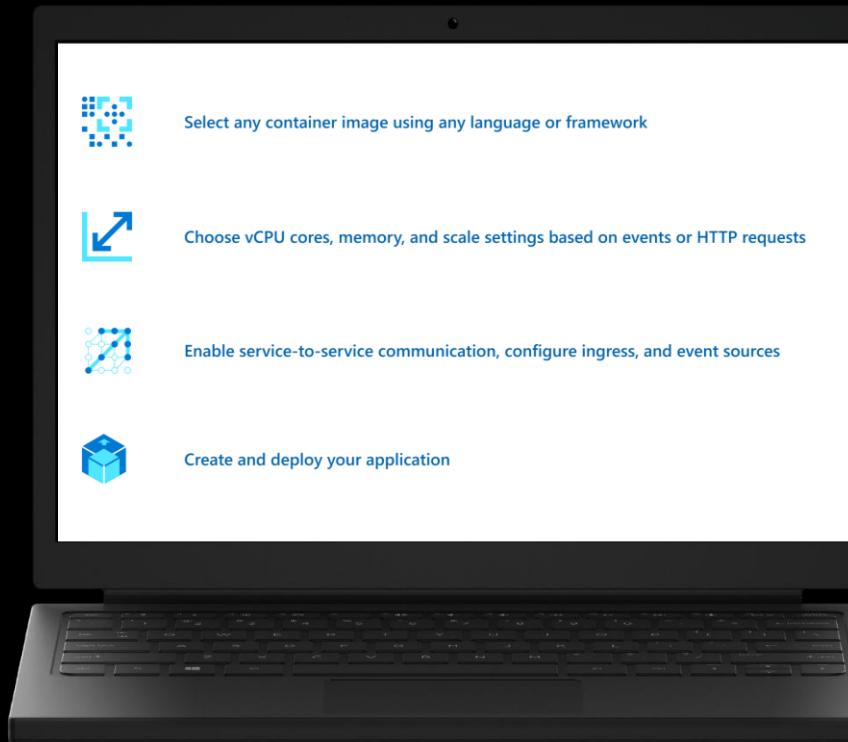 Select any container image using any language or framework
Choose vCPU cores, memory, and scale settings based on events or HTTP requests
Enable service-to-service communication, configure ingress, and event sources
Create and deploy your application